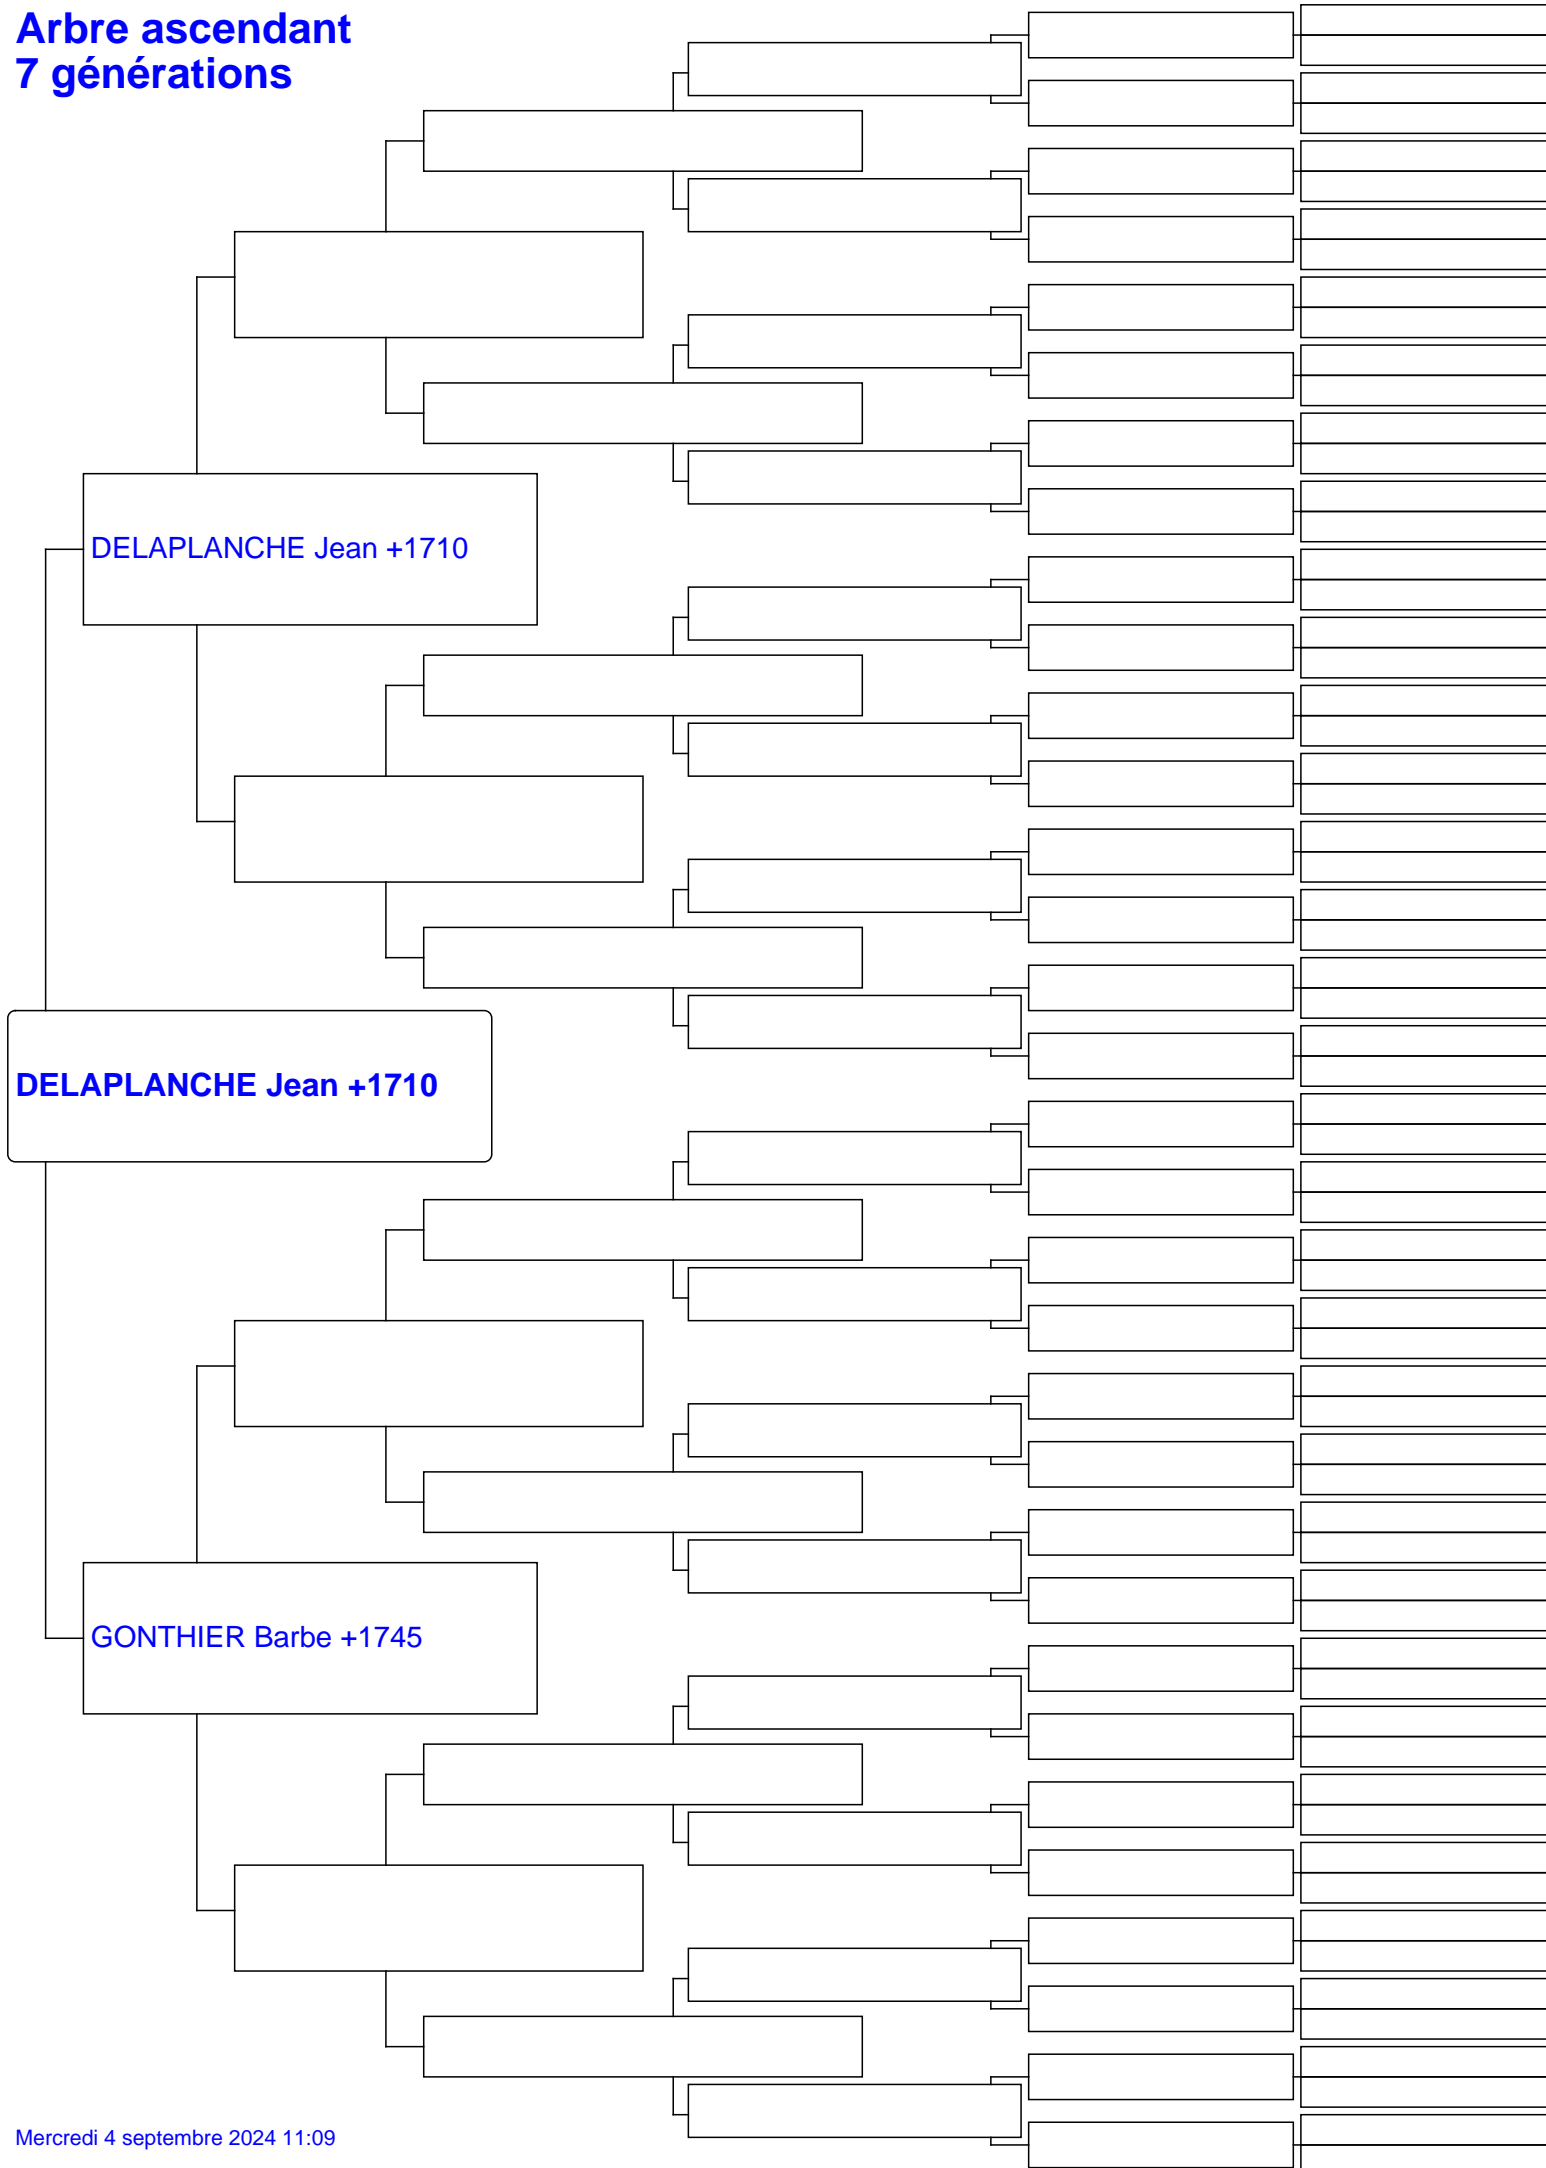 Arbre ascendant
7 générations
DELAPLANCHE Jean +1710
DELAPLANCHE Jean +1710
GONTHIER Barbe +1745
Mercredi 4 septembre 2024 11:09